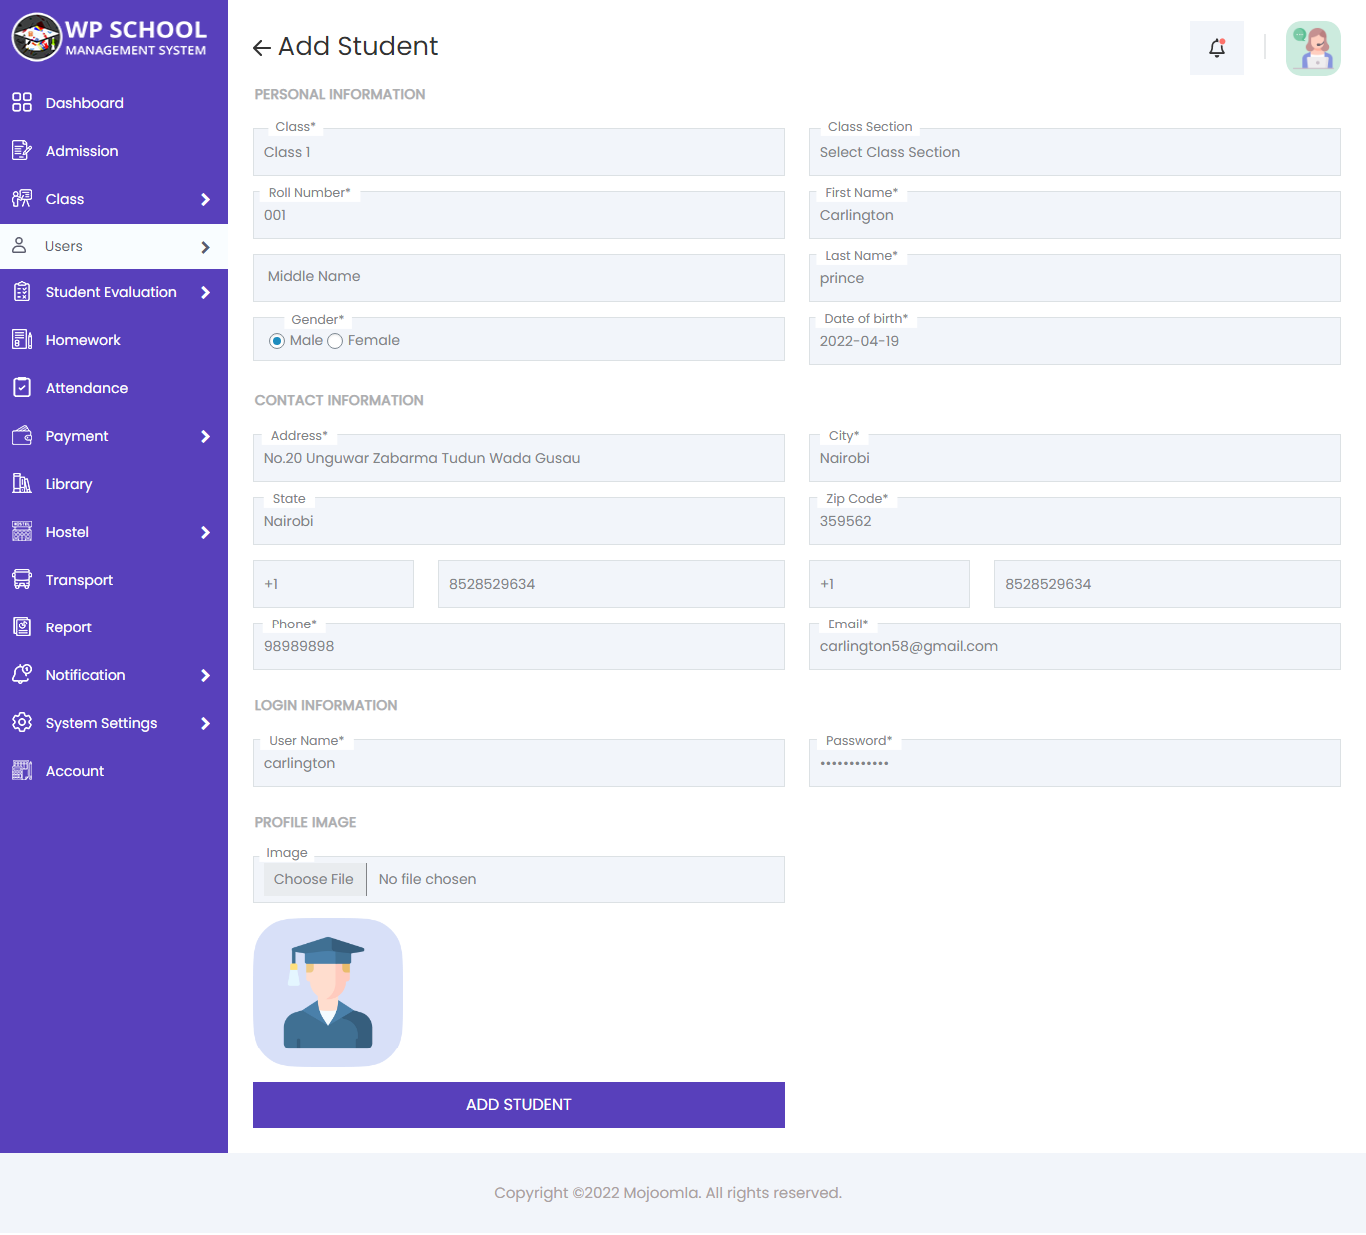 WP SCHOOL
MANAGEMENT SYSTEM
Dashboard
Admission
Class
Users
Student Evaluation
Homework
Attendance
Payment
Library
Hostel
Transport
Report
Notification
System Settings
Account
Add Student
PERSONAL INFORMATION
Class*
Class 1
Class Section
Select Class Section
Roll Number*
001
First Name*
Carlington
Middle Name
Last Name*
prince
Gender*
Male Female
Date of birth*
2022-04-19
CONTACT INFORMATION
Address*
No.20 Unguwar Zabarma Tudun Wada Gusau
City*
Nairobi
State
Nairobi
Zip Code*
359562
+1 8528529634
+1 8528529634
Phone*
98989898
Email*
carlington58@gmail.com
LOGIN INFORMATION
User Name*
carlington
Password*
••••••••••••
PROFILE IMAGE
Image
Choose File No file chosen
ADD STUDENT
Copyright ©2022 Mojoomla. All rights reserved.